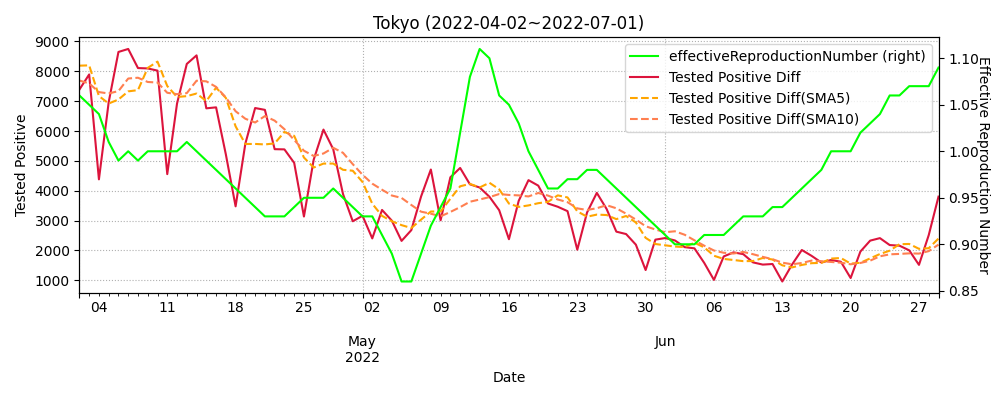 Tokyo (2022-04-02~2022-07-01)
effectiveReproductionNumber (right)
Tested Positive Diff
Tested Positive Diff(SMA5)
Tested Positive Diff(SMA10)
Tested Positive
9000
8000
7000
6000
5000
4000
3000
2000
1000
Effective Reproduction Number
1.10
1.05
1.00
0.95
0.90
0.85
04 11 18 25 02 09 16 23 30 06 13 20 27
May Jun
2022
Date